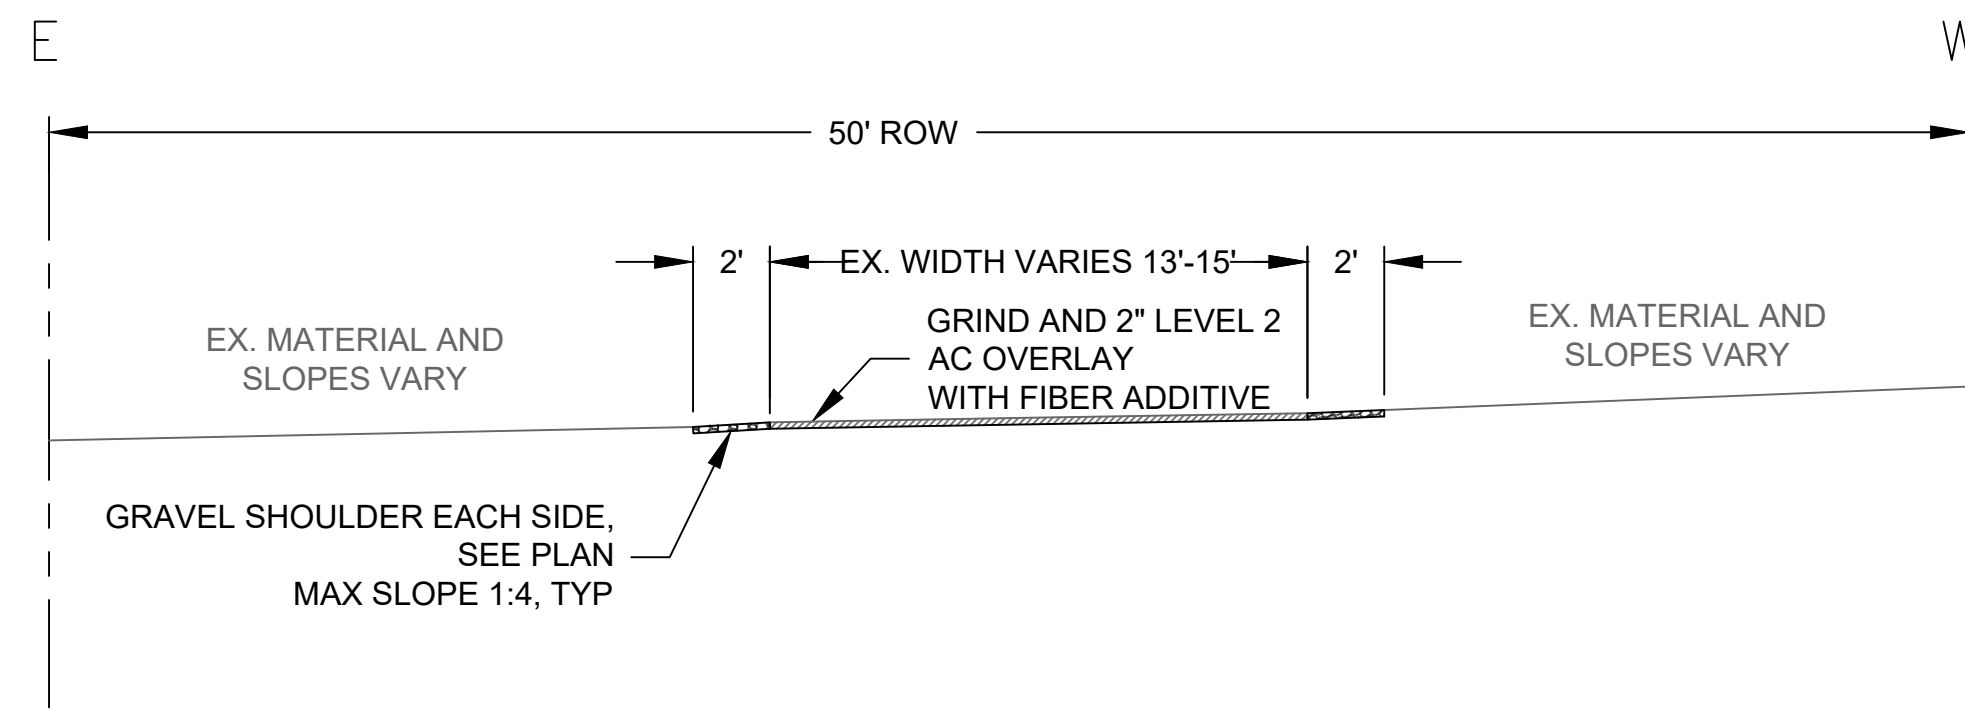 E
W
50' ROW
2'
EX. WIDTH VARIES 13'-15'
2'
EX. MATERIAL AND
SLOPES VARY
GRIND AND 2" LEVEL 2
AC OVERLAY
WITH FIBER ADDITIVE
EX. MATERIAL AND
SLOPES VARY
GRAVEL SHOULDER EACH SIDE,
SEE PLAN
MAX SLOPE 1:4, TYP